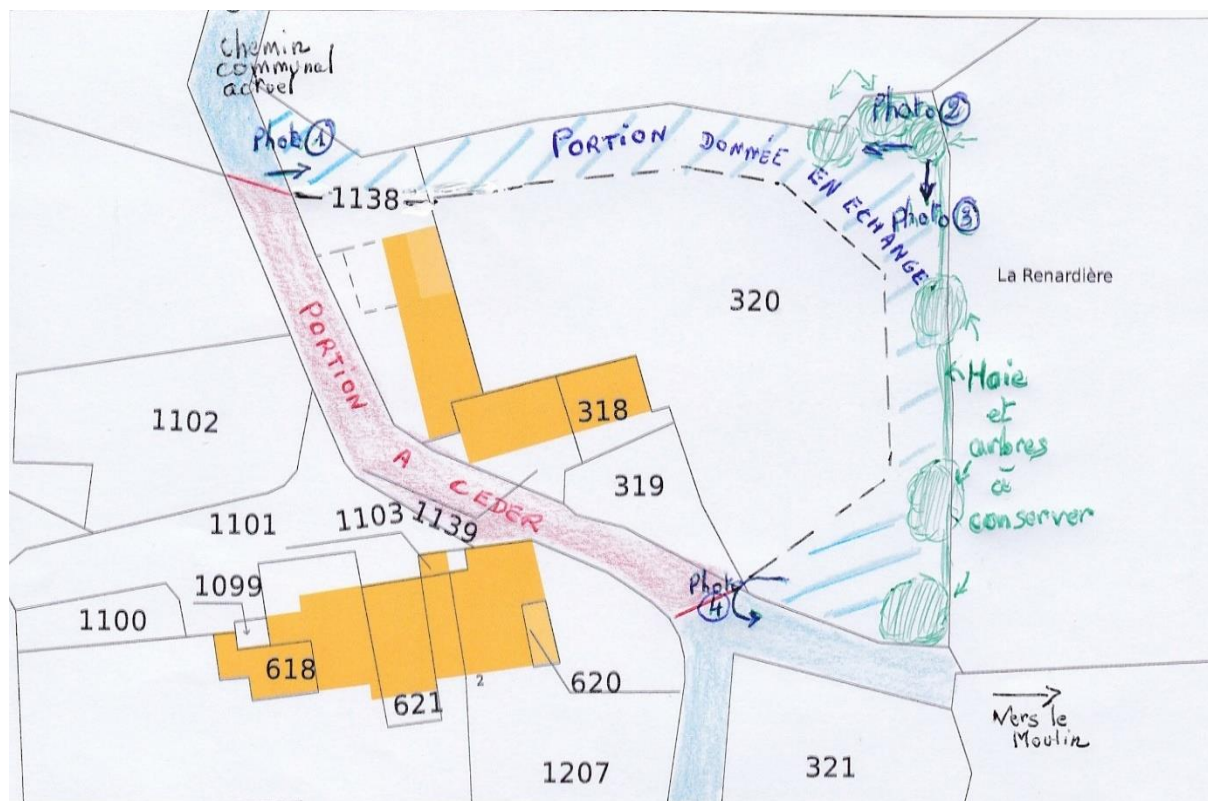 chemin
communal
actuel
Photo ①
Photo ②
PORTION DONNÉE
EN ECHANGE
Photo ③
1138
La Renardière
320
PORTION
A CEDER
Haie
et
arbres
à
conserver
1102
318
319
1101
1103
1139
1099
1100
Photo
④
618
621
2
620
Vers le
Moulin
1207
321